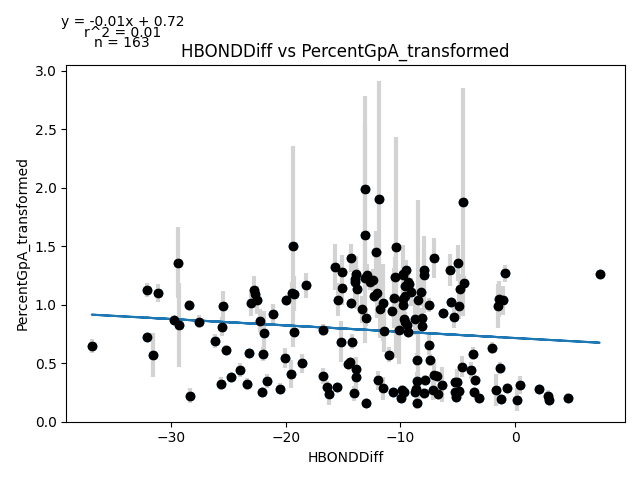 y = -0.01x + 0.72
r^2 = 0.01
n = 163
HBONDDiff vs PercentGpA_transformed
3.0
2.5
2.0
1.5
1.0
0.5
0.0
PercentGpA_transformed
−30
−20
−10
0
HBONDDiff